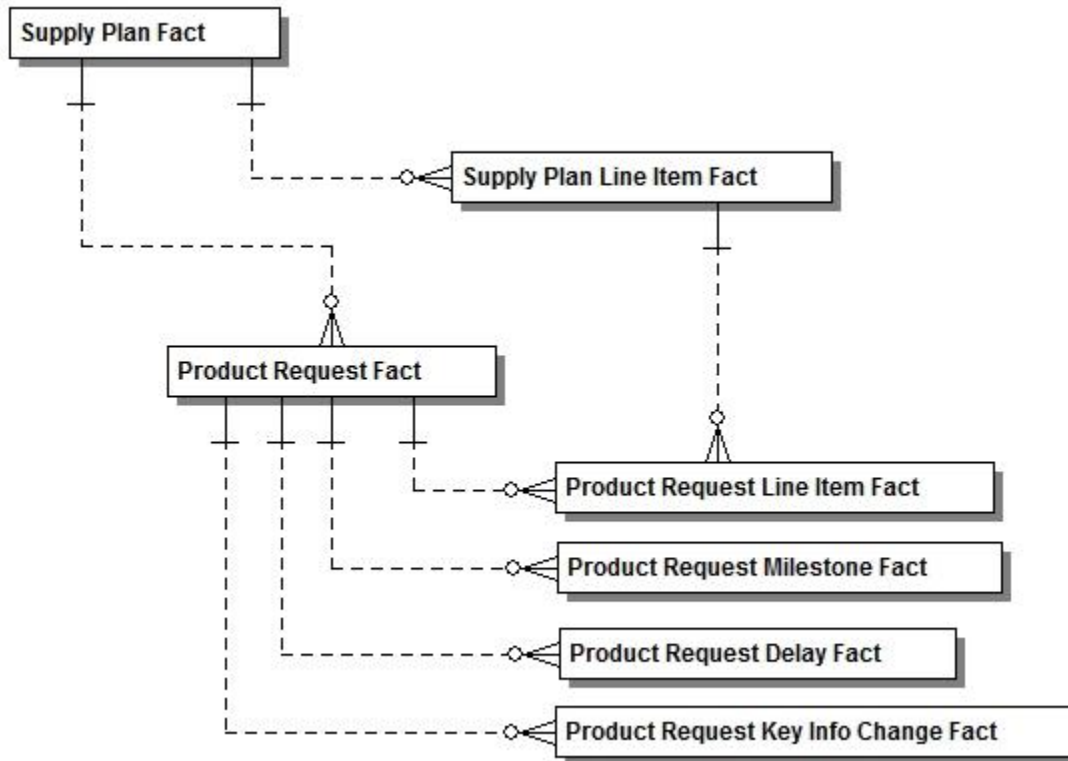 Supply Plan Fact
Supply Plan Line Item Fact
Product Request Fact
Product Request Line Item Fact
Product Request Milestone Fact
Product Request Delay Fact
Product Request Key Info Change Fact